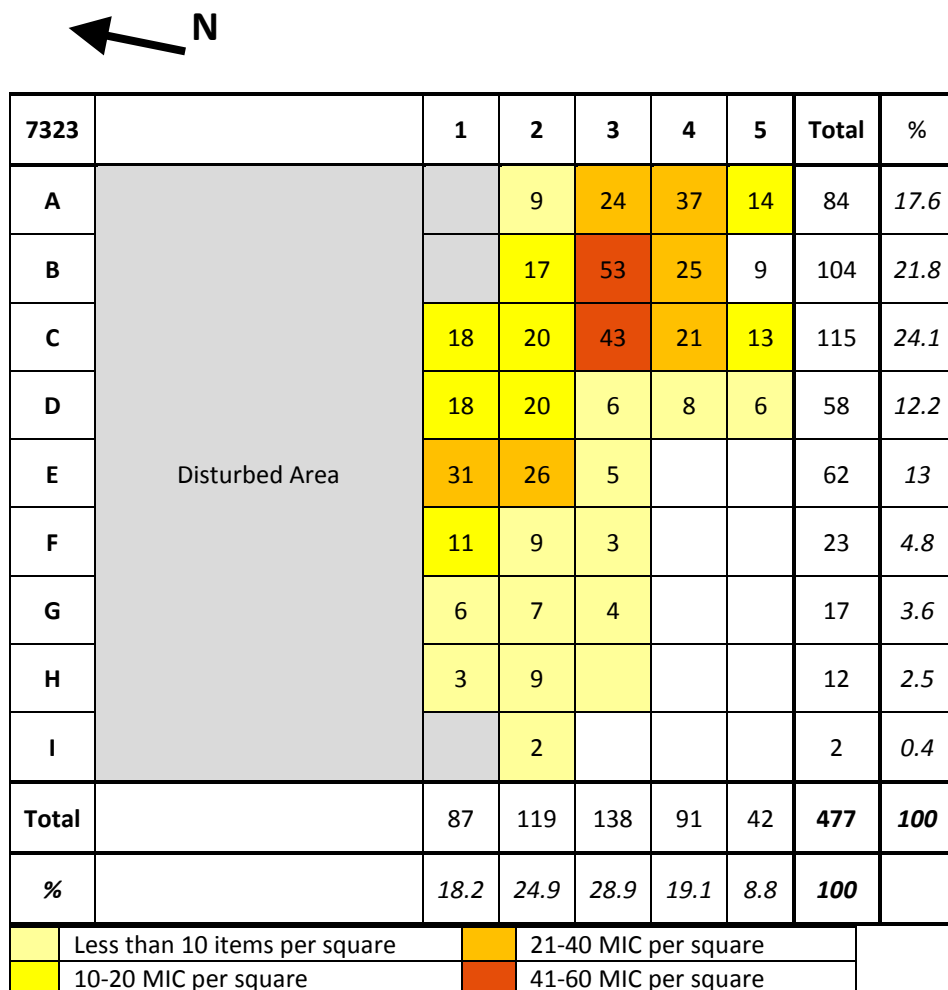 N
7323 1 2 3 4 5 Total %
A 9 24 37 14 84 17.6
B 17 53 25 9 104 21.8
C 18 20 43 21 13 115 24.1
D 18 20 6 8 6 58 12.2
E Disturbed Area 31 26 5 62 13
F 11 9 3 23 4.8
G 6 7 4 17 3.6
H 3 9 12 2.5
I 2 2 0.4
Total 87 119 138 91 42 477 100
% 18.2 24.9 28.9 19.1 8.8 100
Less than 10 items per square 21-40 MIC per square
10-20 MIC per square 41-60 MIC per square